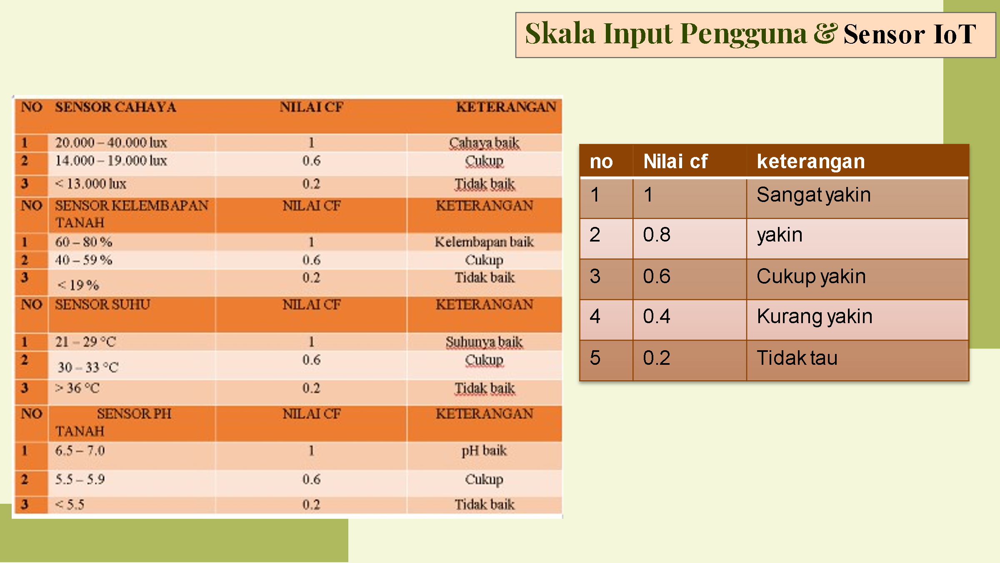 Skala Input Pengguna & Sensor IoT
NO SENSOR CAHAYA NILAI CF KETERANGAN
1 20.000 – 40.000 lux 1 Cahaya baik
2 14.000 – 19.000 lux 0.6 Cukup
3 < 13.000 lux 0.2 Tidak baik
NO SENSOR KELEMBAPAN NILAI CF KETERANGAN
TANAH
1 60 – 80 % 1 Kelembapan baik
2 40 – 59 % 0.6 Cukup
3 < 19 % 0.2 Tidak baik
NO SENSOR SUHU NILAI CF KETERANGAN
1 21 – 29 °C 1 Suhunya baik
2 30 – 33 °C 0.6 Cukup
3 > 36 °C 0.2 Tidak baik
NO SENSOR PH NILAI CF KETERANGAN
TANAH
1 6.5 – 7.0 1 pH baik
2 5.5 – 5.9 0.6 Cukup
3 < 5.5 0.2 Tidak baik
no Nilai cf keterangan
1 1 Sangat yakin
2 0.8 yakin
3 0.6 Cukup yakin
4 0.4 Kurang yakin
5 0.2 Tidak tau